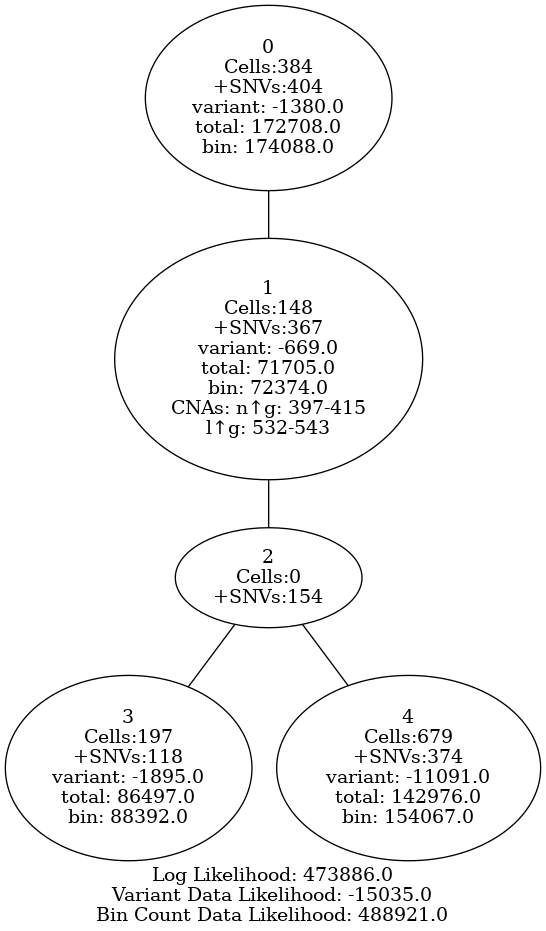 0
Cells:384
+SNVs:404
variant: -1380.0
total: 172708.0
bin: 174088.0
1
Cells:148
+SNVs:367
variant: -669.0
total: 71705.0
bin: 72374.0
CNAs: n↑g: 397-415
l↑g: 532-543
2
Cells:0
+SNVs:154
3
Cells:197
+SNVs:118
variant: -1895.0
total: 86497.0
bin: 88392.0
4
Cells:679
+SNVs:374
variant: -11091.0
total: 142976.0
bin: 154067.0
Log Likelihood: 473886.0
Variant Data Likelihood: -15035.0
Bin Count Data Likelihood: 488921.0